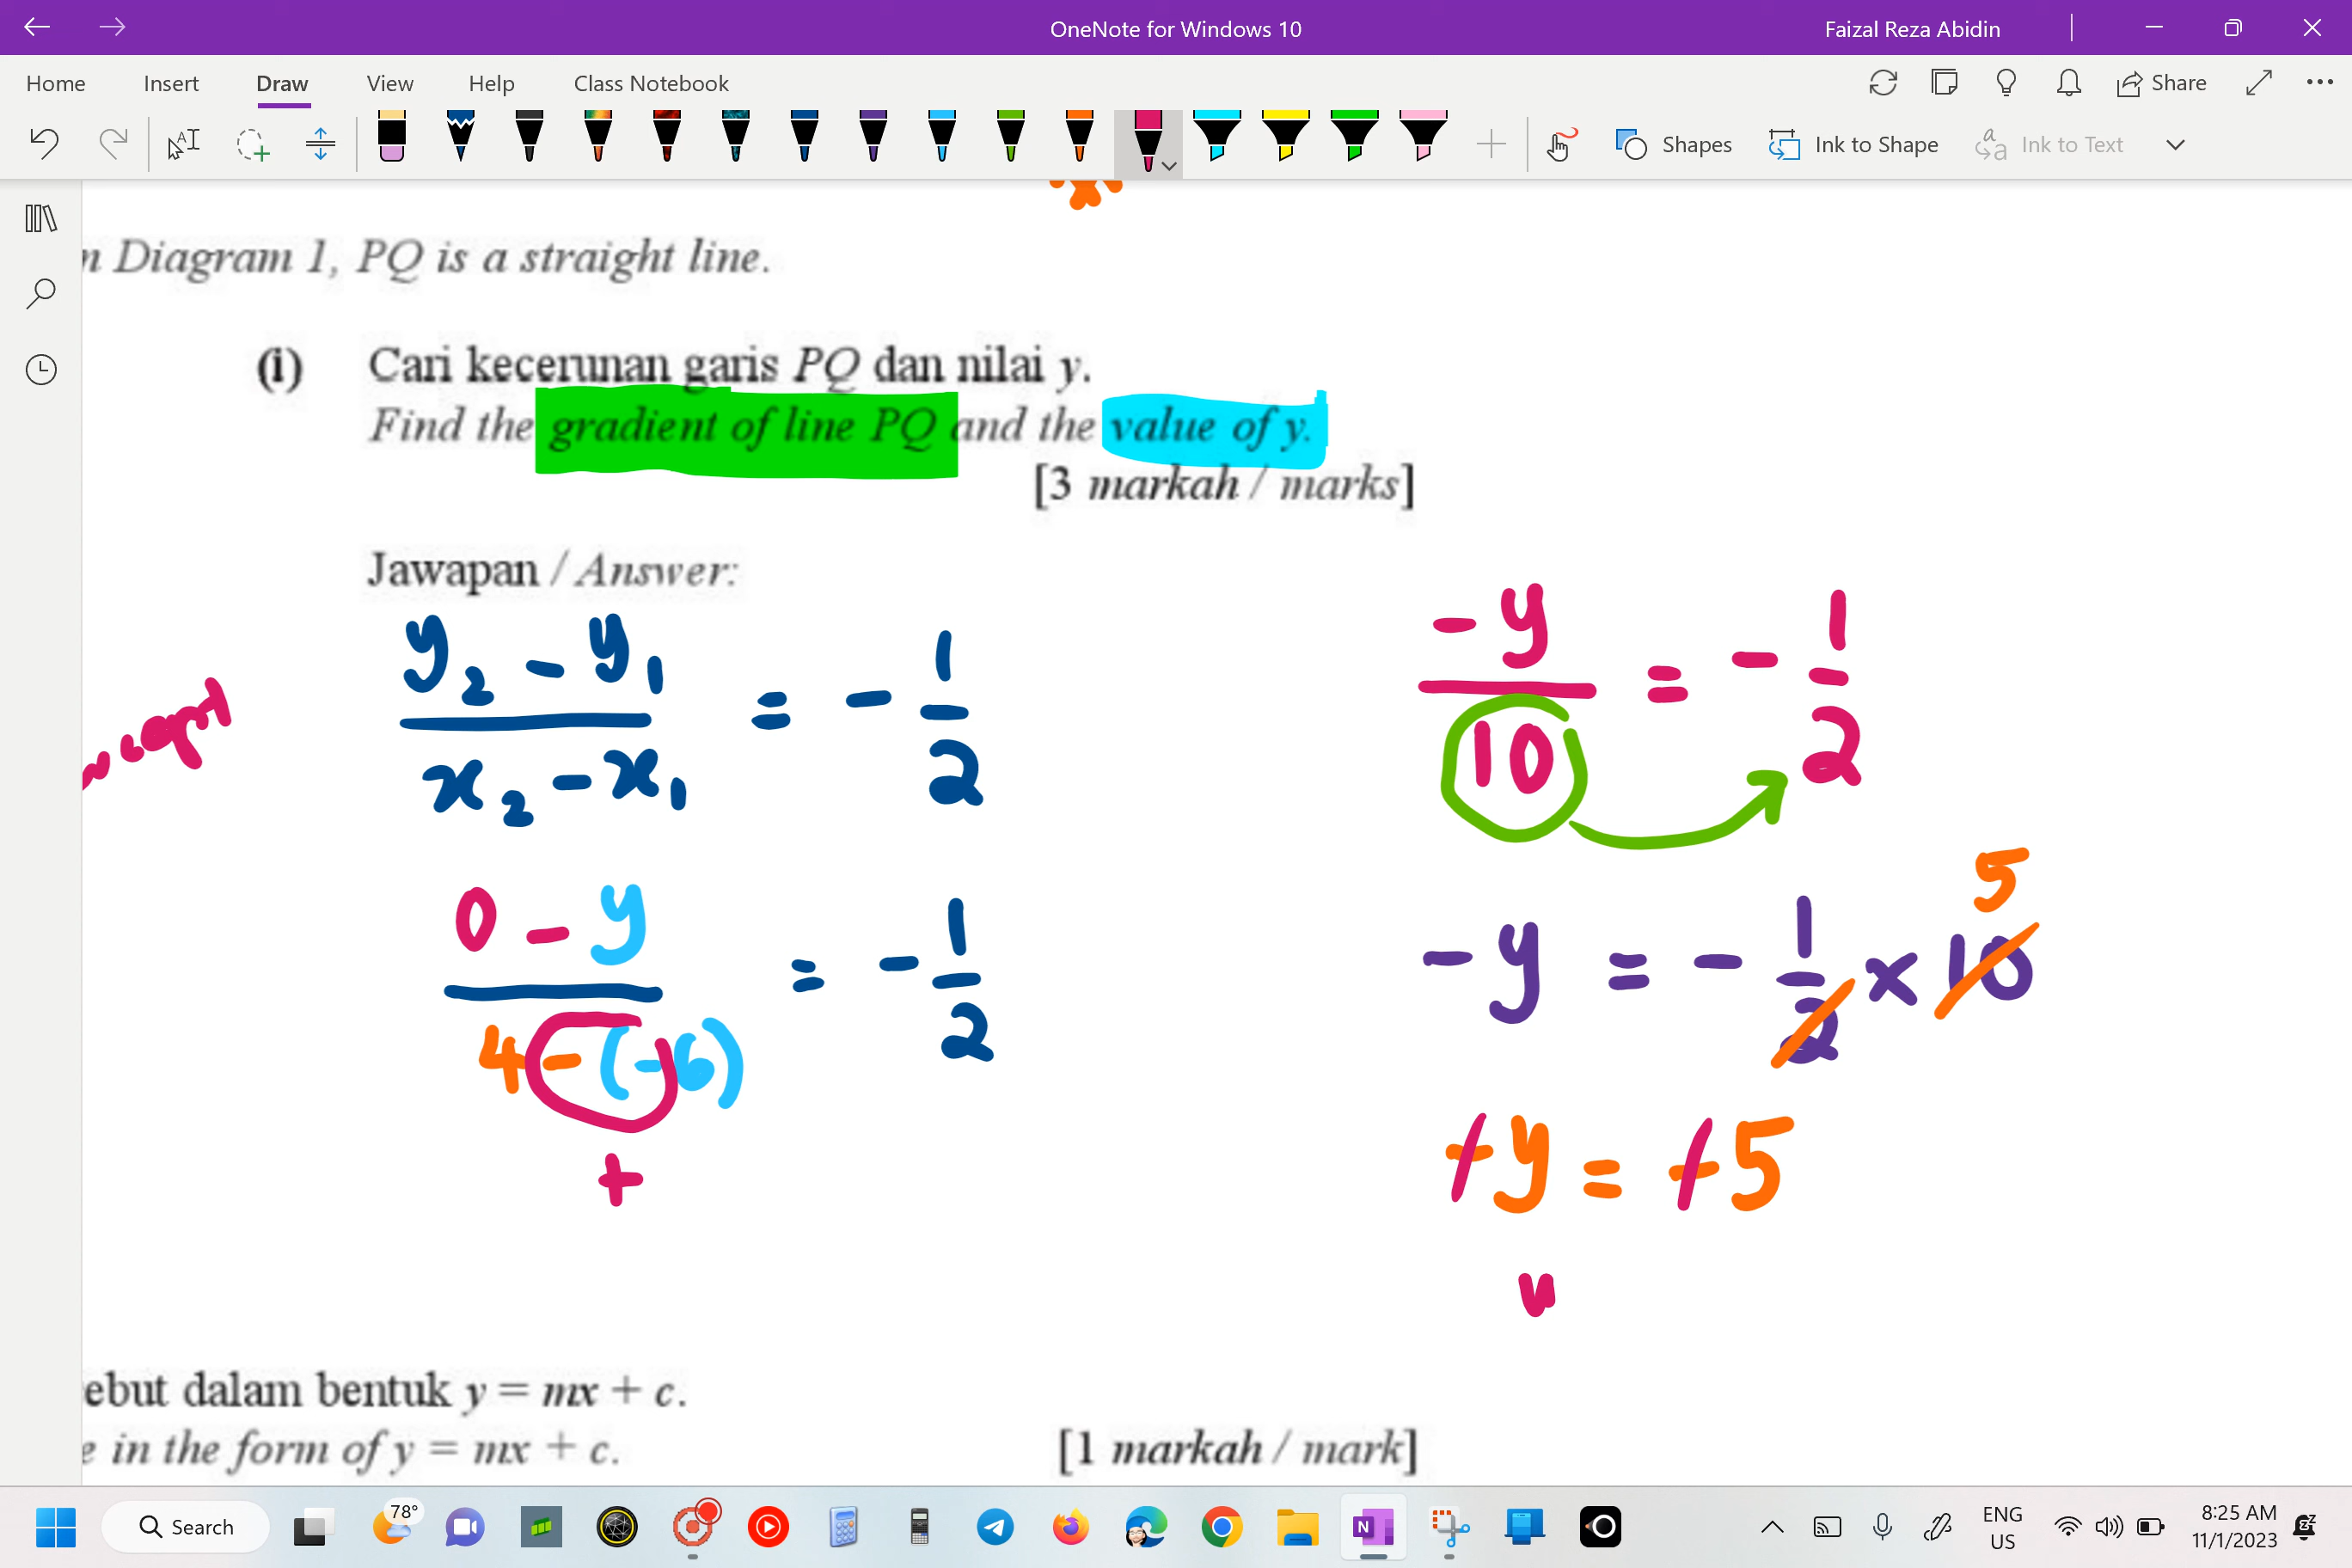 OneNote for Windows 10
Faizal Reza Abidin
Home Insert Draw View Help Class Notebook
Share
Shapes Ink to Shape Ink to Text
n Diagram 1, PQ is a straight line.
(i) Cari kecerunan garis PQ dan nilai y.
Find the gradient of line PQ and the value of y.
[3 markah / marks]
Jawapan / Answer:
y₂ - y₁ / x₂ - x₁ = - 1/2
0 - y / 4 - (-6) = - 1/2
+
-y / 10 = - 1/2
-y = - 1/2 x 10 5
-y = -5
ebut dalam bentuk y = mx + c.
e in the form of y = mx + c.
[1 markah / mark]
78°
Search
ENG
US
8:25 AM
11/1/2023